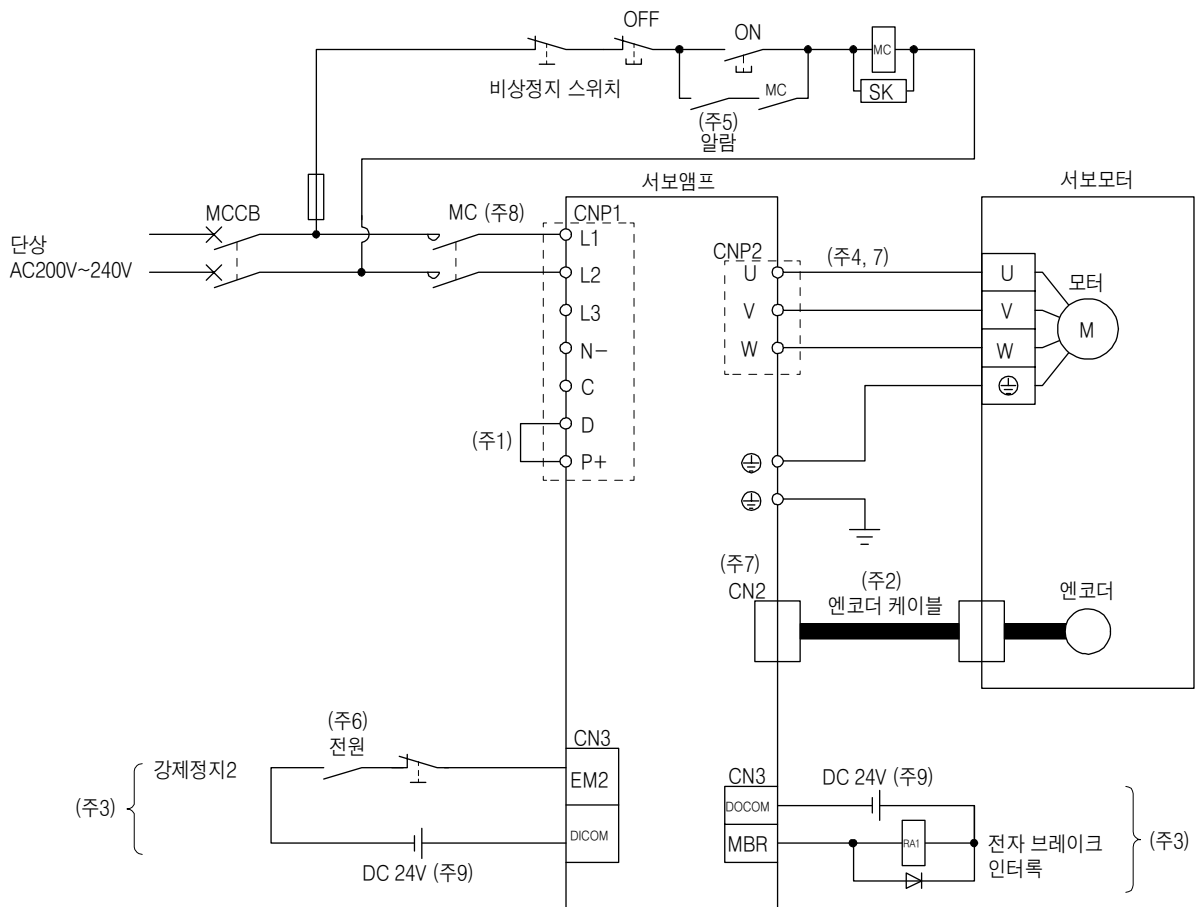 OFF
ON
MC
비상정지 스위치
SK
MC
(주5)
알람
서보앰프
서보모터
MCCB
MC (주8)
CNP1
단상
AC200V~240V
L1
L2
L3
N−
C
D
P+
(주1)
CNP2
U
V
W
(주4, 7)
U
V
W
모터
M
(주7)
CN2
(주2)
엔코더 케이블
엔코더
(주6)
전원
강제정지2
(주3)
CN3
EM2
DICOM
DC 24V (주9)
CN3
DOCOM
MBR
DC 24V (주9)
RA1
전자 브레이크
인터록
(주3)